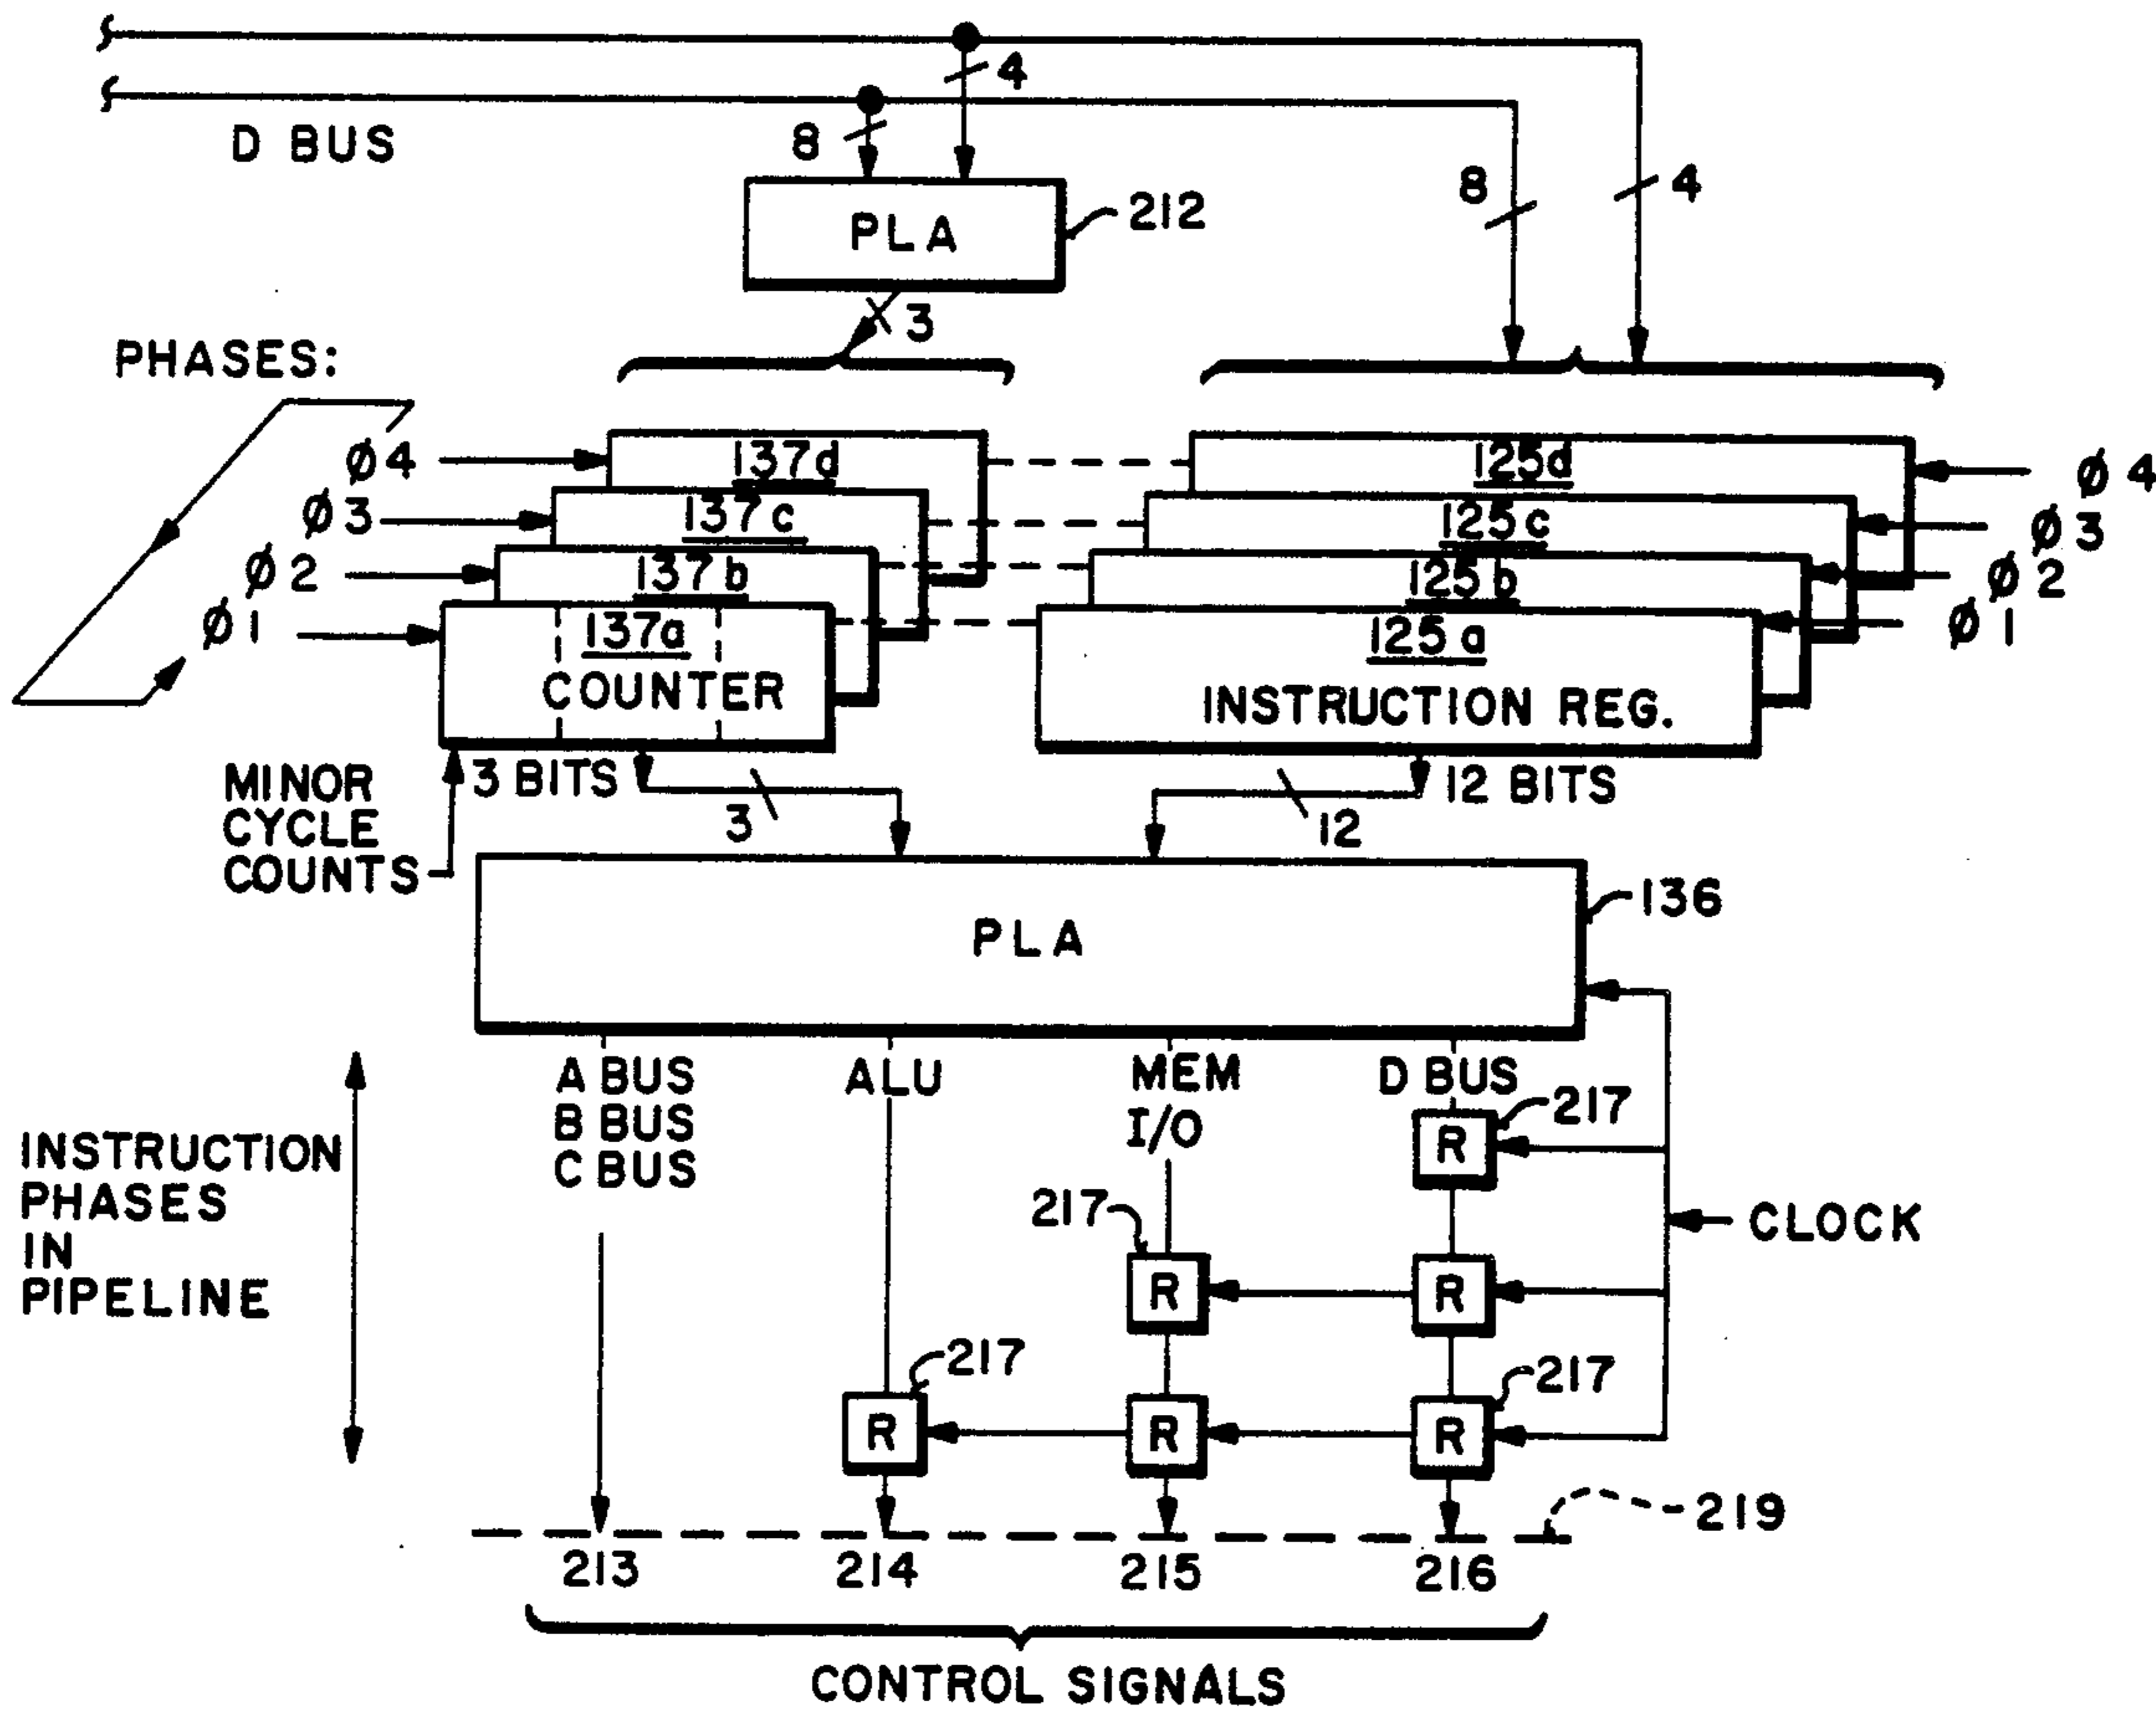 4
D BUS
8
PLA
212
8
4
3
PHASES:
Ø4
137d
125d
Ø4
Ø3
137c
125c
Ø3
Ø2
137b
125b
Ø2
Ø1
137a
125a
Ø1
COUNTER
INSTRUCTION REG.
MINOR
CYCLE
COUNTS
3 BITS
3
12 BITS
12
PLA
136
A BUS
B BUS
C BUS
ALU
MEM
I/O
D BUS
R
217
INSTRUCTION
PHASES
IN
PIPELINE
217
R
R
CLOCK
217
R
R
R
217
219
213
214
215
216
CONTROL SIGNALS